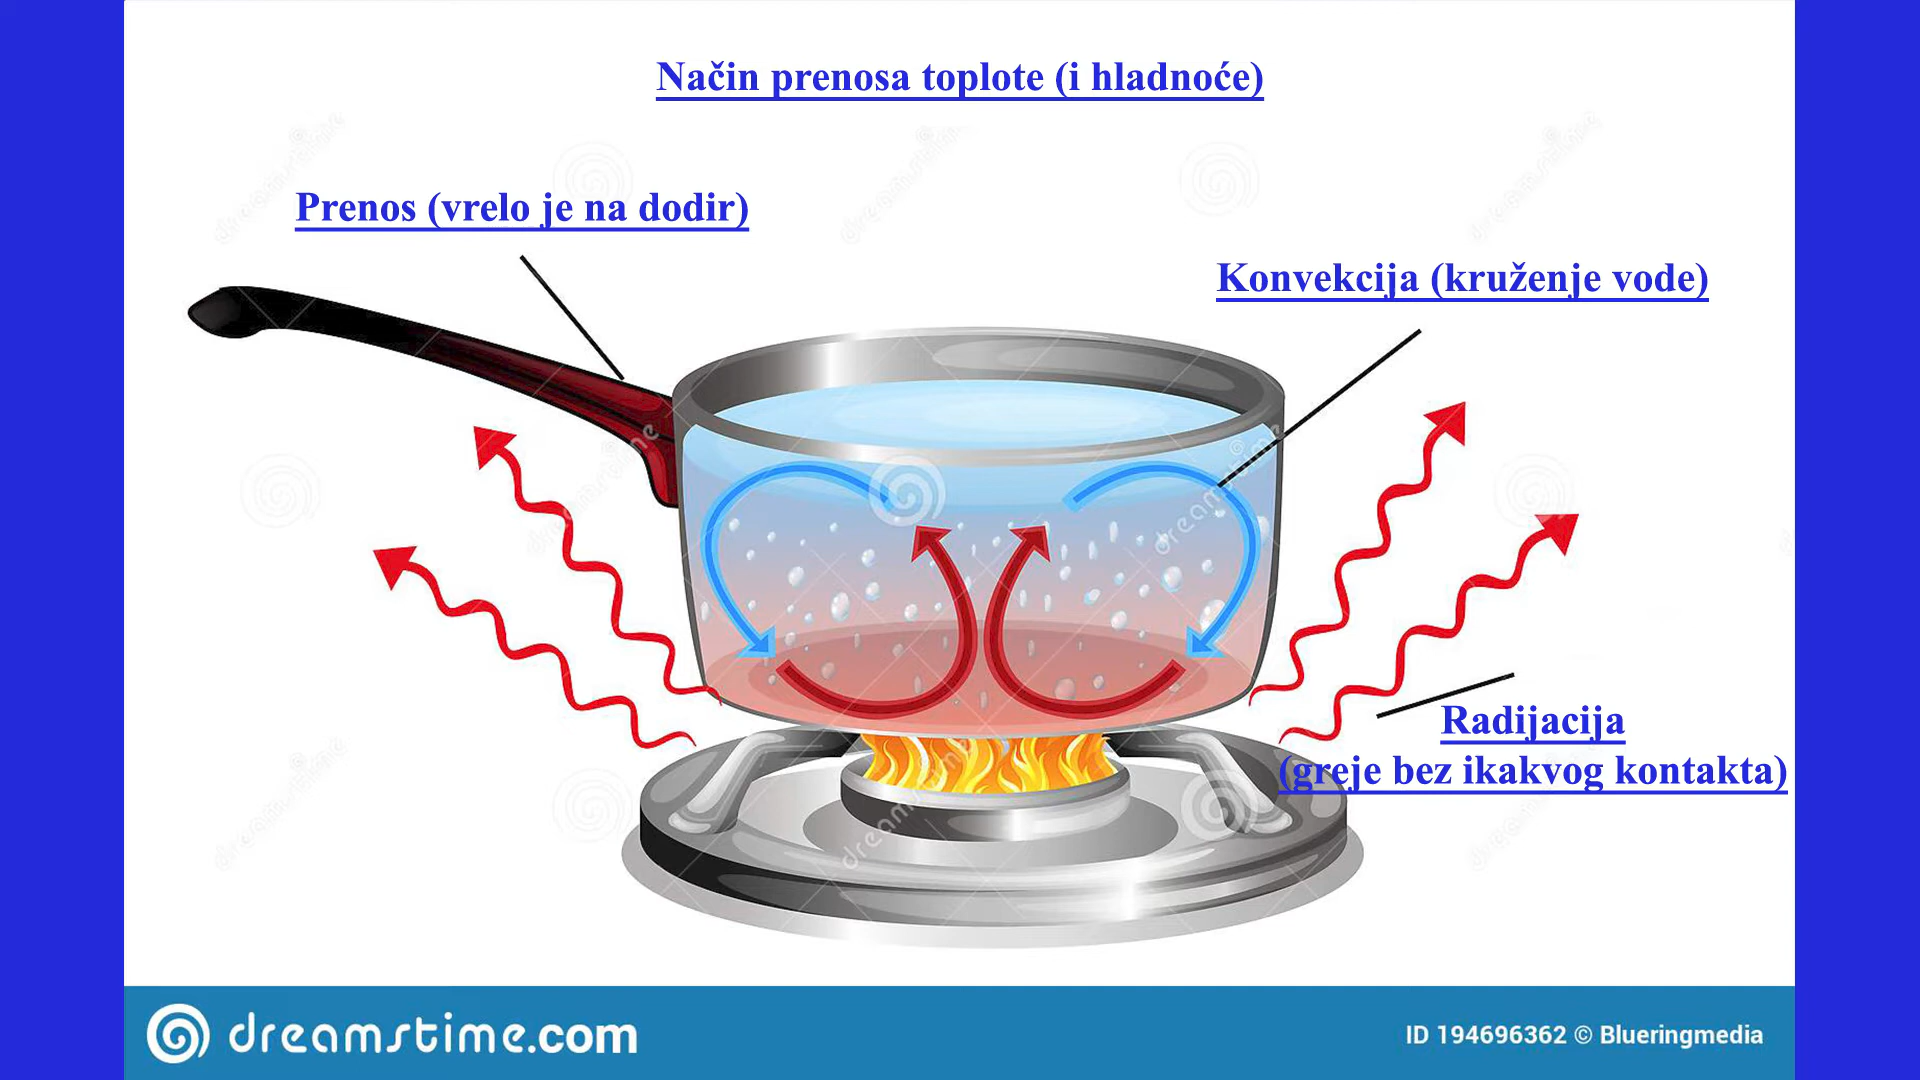 Način prenosa toplote (i hladnoće)
Prenos (vrelo je na dodir)
Konvekcija (kruženje vode)
Radijacija
(greje bez ikakvog kontakta)
dreamstime.com
ID 194696362 © Blueringmedia